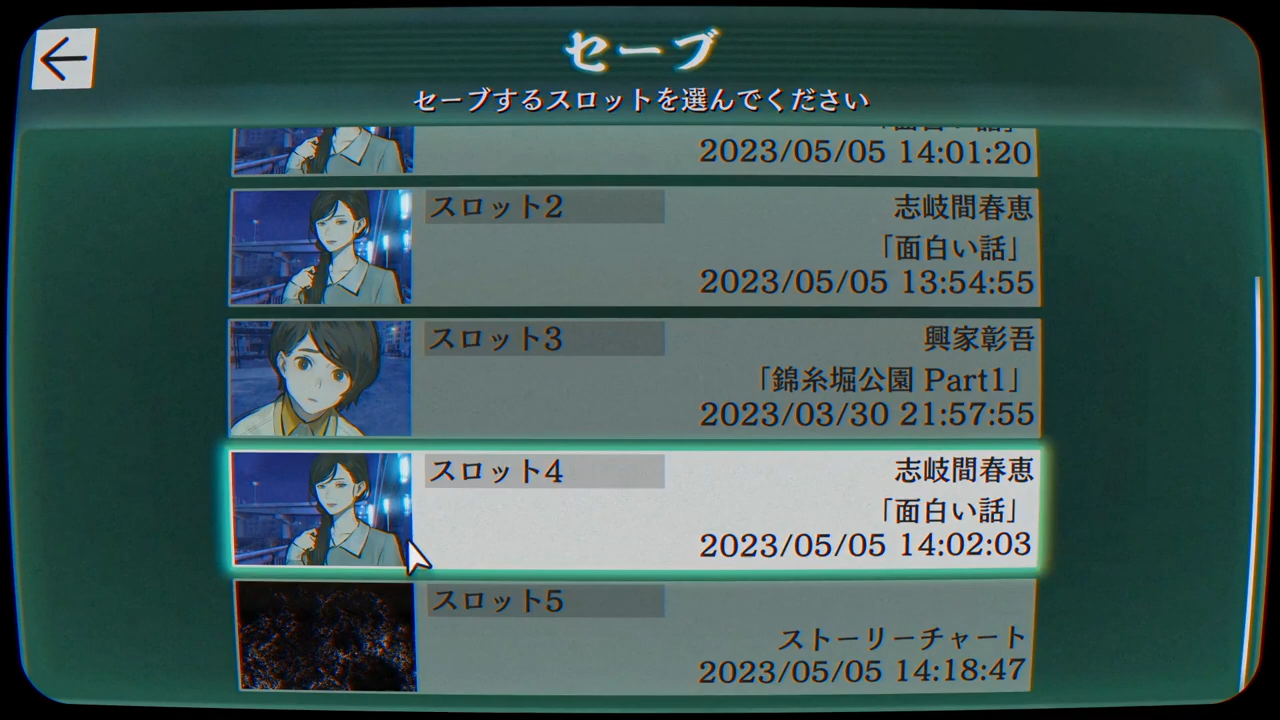 セーブ
セーブするスロットを選んでください
「面白い話」
2023/05/05 14:01:20
スロット2
志岐間春恵
「面白い話」
2023/05/05 13:54:55
スロット3
興家彰吾
「錦糸堀公園 Part1」
2023/03/30 21:57:55
スロット4
志岐間春恵
「面白い話」
2023/05/05 14:02:03
スロット5
ストーリーチャート
2023/05/05 14:18:47